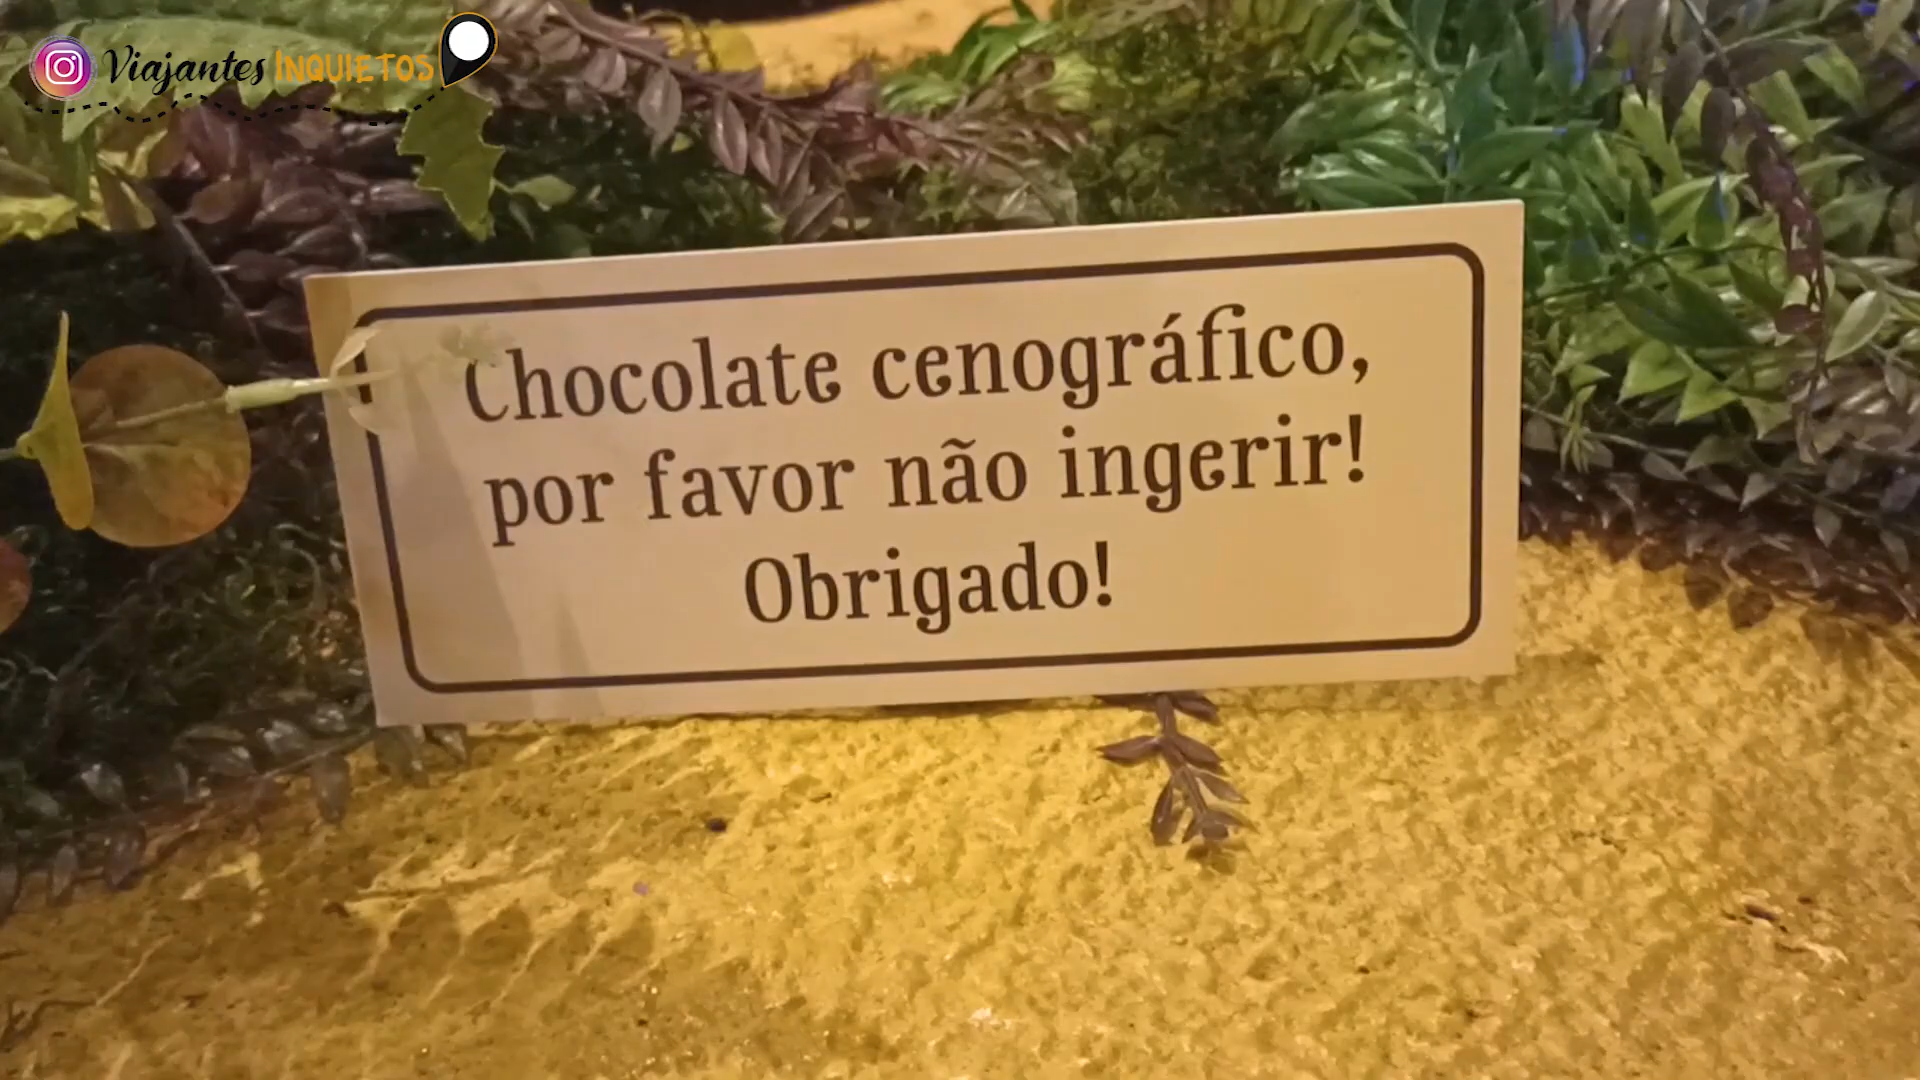 Viajantes INQUIETOS
Chocolate cenográfico,
por favor não ingerir!
Obrigado!